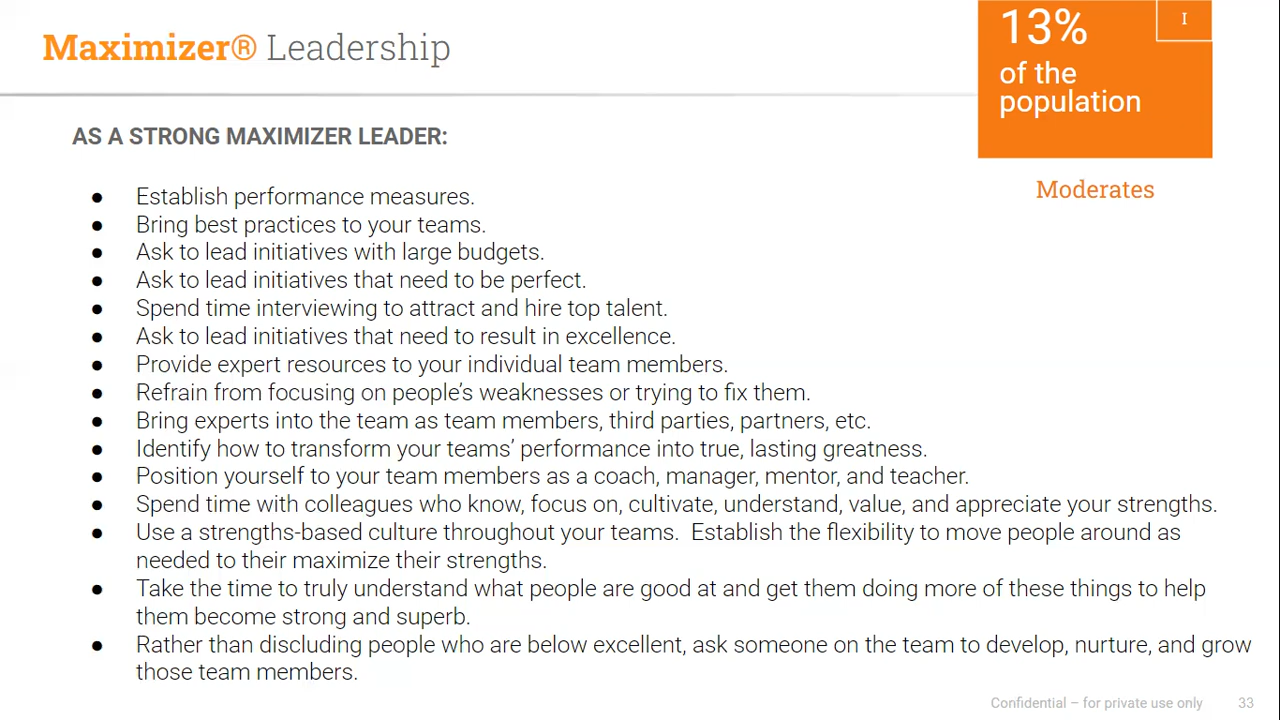 Maximizer® Leadership
13%
I
of the
population
Moderates
AS A STRONG MAXIMIZER LEADER:
● Establish performance measures.
● Bring best practices to your teams.
● Ask to lead initiatives with large budgets.
● Ask to lead initiatives that need to be perfect.
● Spend time interviewing to attract and hire top talent.
● Ask to lead initiatives that need to result in excellence.
● Provide expert resources to your individual team members.
● Refrain from focusing on people’s weaknesses or trying to fix them.
● Bring experts into the team as team members, third parties, partners, etc.
● Identify how to transform your teams’ performance into true, lasting greatness.
● Position yourself to your team members as a coach, manager, mentor, and teacher.
● Spend time with colleagues who know, focus on, cultivate, understand, value, and appreciate your strengths.
● Use a strengths-based culture throughout your teams.  Establish the flexibility to move people around as
needed to their maximize their strengths.
● Take the time to truly understand what people are good at and get them doing more of these things to help
them become strong and superb.
● Rather than discluding people who are below excellent, ask someone on the team to develop, nurture, and grow
those team members.
Confidential – for private use only
33